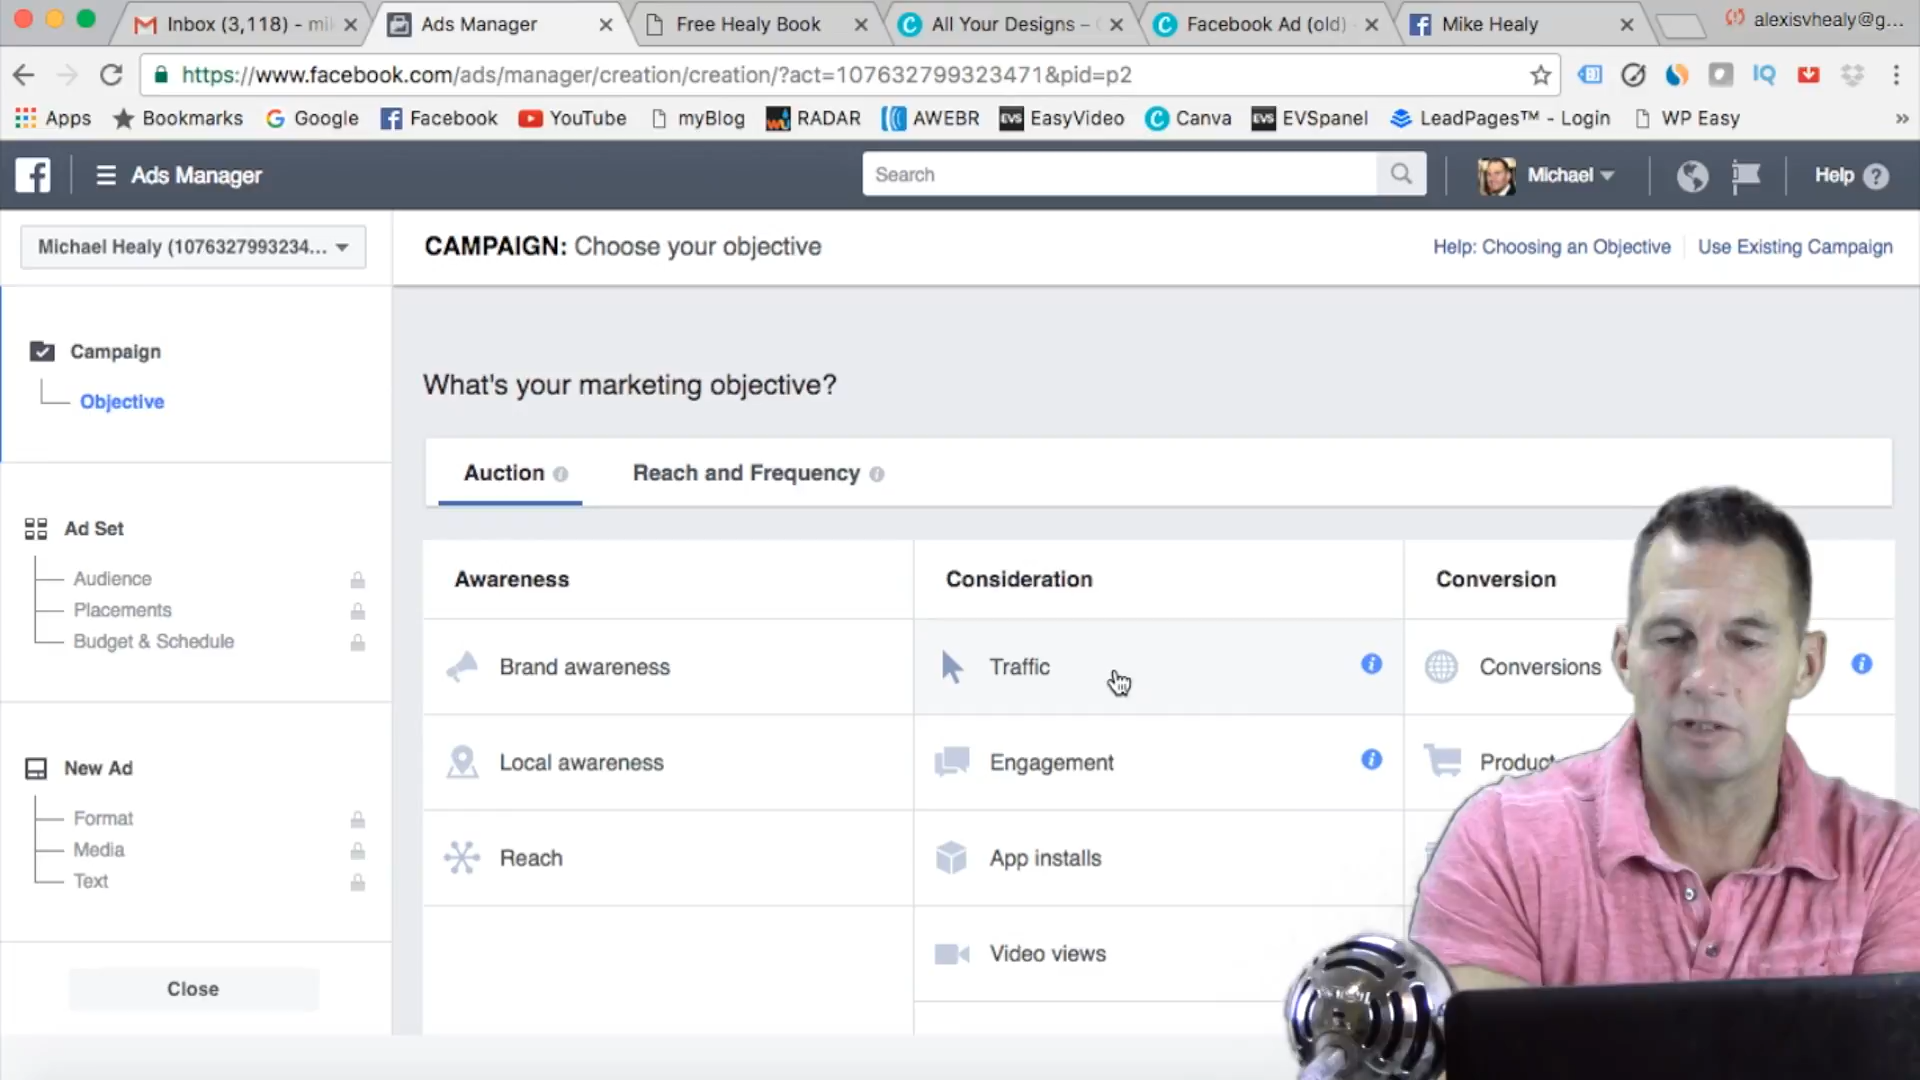 Inbox (3,118) - mi
Ads Manager
Free Healy Book
All Your Designs –
Facebook Ad (old)
Mike Healy
alexisvhealy@g...
https://www.facebook.com/ads/manager/creation/creation/?act=107632799323471&pid=p2
Apps
Bookmarks
Google
Facebook
YouTube
myBlog
RADAR
AWEBR
EVS
EasyVideo
Canva
EVS
EVSpanel
LeadPages™ - Login
WP Easy
»
Ads Manager
Search
Michael
Help
Michael Healy (1076327993234...
CAMPAIGN: Choose your objective
Help: Choosing an Objective
Use Existing Campaign
Campaign
Objective
What's your marketing objective?
Auction
Reach and Frequency
Ad Set
Audience
Placements
Budget & Schedule
Awareness
Consideration
Conversion
Brand awareness
Traffic
Conversions
Local awareness
Engagement
Product
Reach
App installs
Video views
New Ad
Format
Media
Text
Close